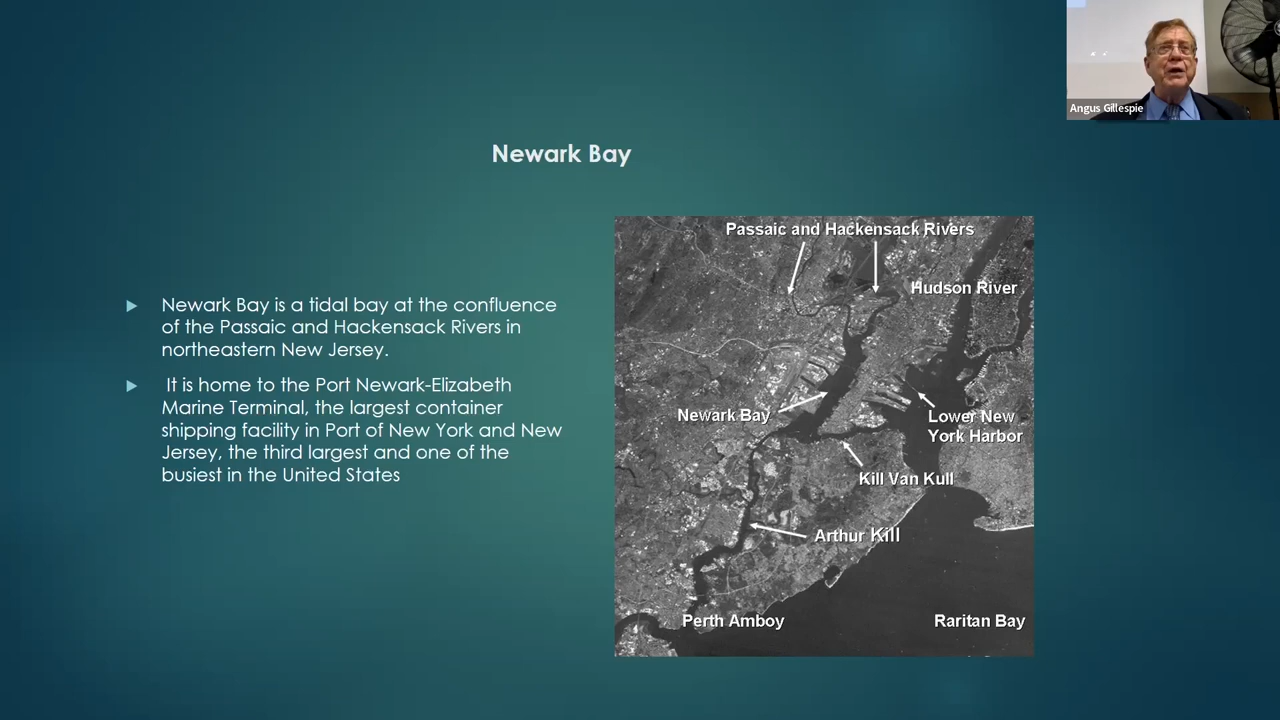 Angus Gillespie
Newark Bay
Newark Bay is a tidal bay at the confluence
of the Passaic and Hackensack Rivers in
northeastern New Jersey.
It is home to the Port Newark-Elizabeth
Marine Terminal, the largest container
shipping facility in Port of New York and New
Jersey, the third largest and one of the
busiest in the United States
Passaic and Hackensack Rivers
Hudson River
Newark Bay
Lower New
York Harbor
Kill Van Kull
Arthur Kill
Perth Amboy
Raritan Bay